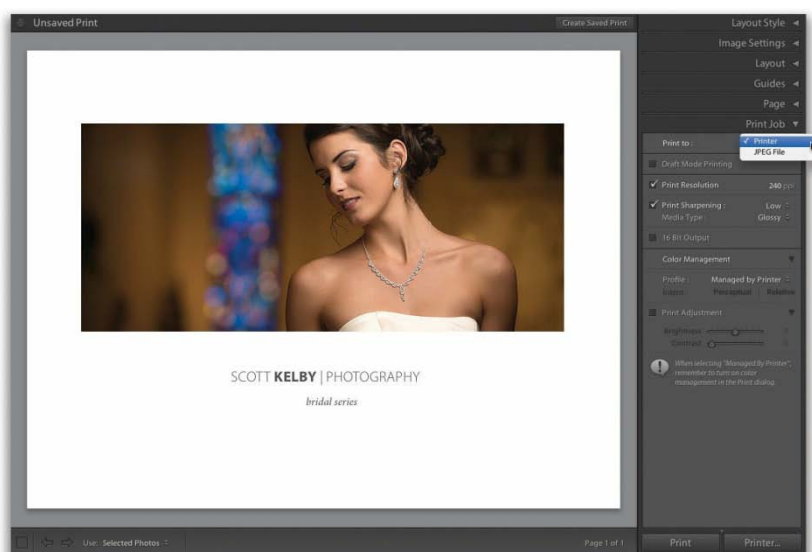 Unsaved Print
Create Saved Print
SCOTT KELBY | PHOTOGRAPHY
bridal series
Use: Selected Photos
Page 1 of 1
Layout Style
Image Settings
Layout
Guides
Page
Print Job
Print to :
Printer
JPEG File
Draft Mode Printing
Print Resolution 240 ppi
Print Sharpening : Low
Media Type : Glossy
16 Bit Output
Color Management
Profile : Managed by Printer
Perceptual Relative
Print Adjustment
Brightness
Contrast
When selecting "Managed By Printer",
remember to turn on color
management in the Print dialog.
Print
Printer...